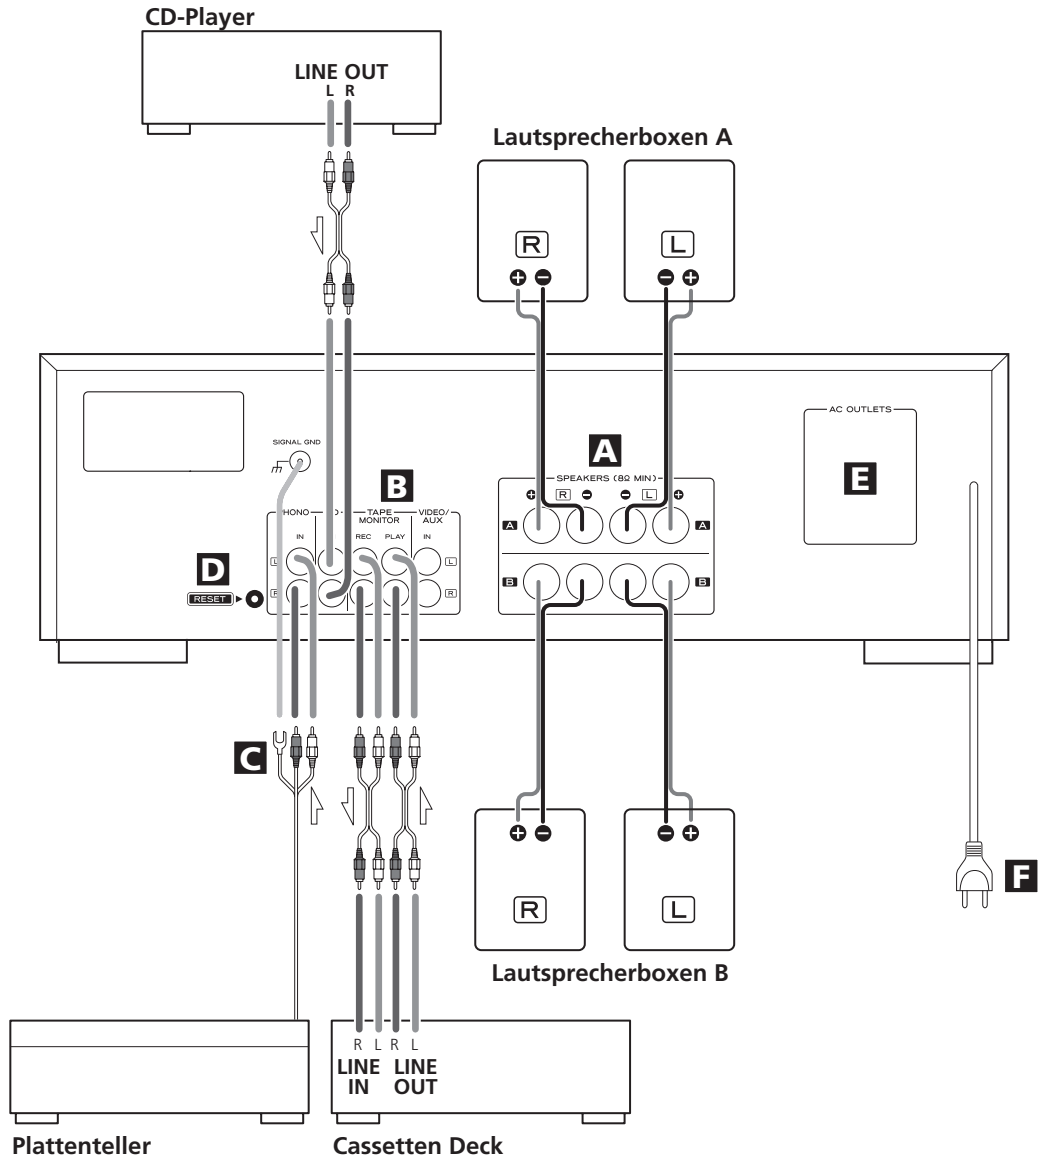 CD-Player
LINE OUT
L R
Lautsprecherboxen A
R
L
+ −
− +
AC OUTLETS
E
SIGNAL GND
A
SPEAKERS (8Ω MIN)
+ R − − L +
B
PHONO
TAPE MONITOR
VIDEO/AUX
IN
REC
PLAY
IN
A
A
L
L
D
RESET
R
R
B
B
C
+ −
− +
F
R
L
Lautsprecherboxen B
R L R L
LINE IN
LINE OUT
Plattenteller
Cassetten Deck